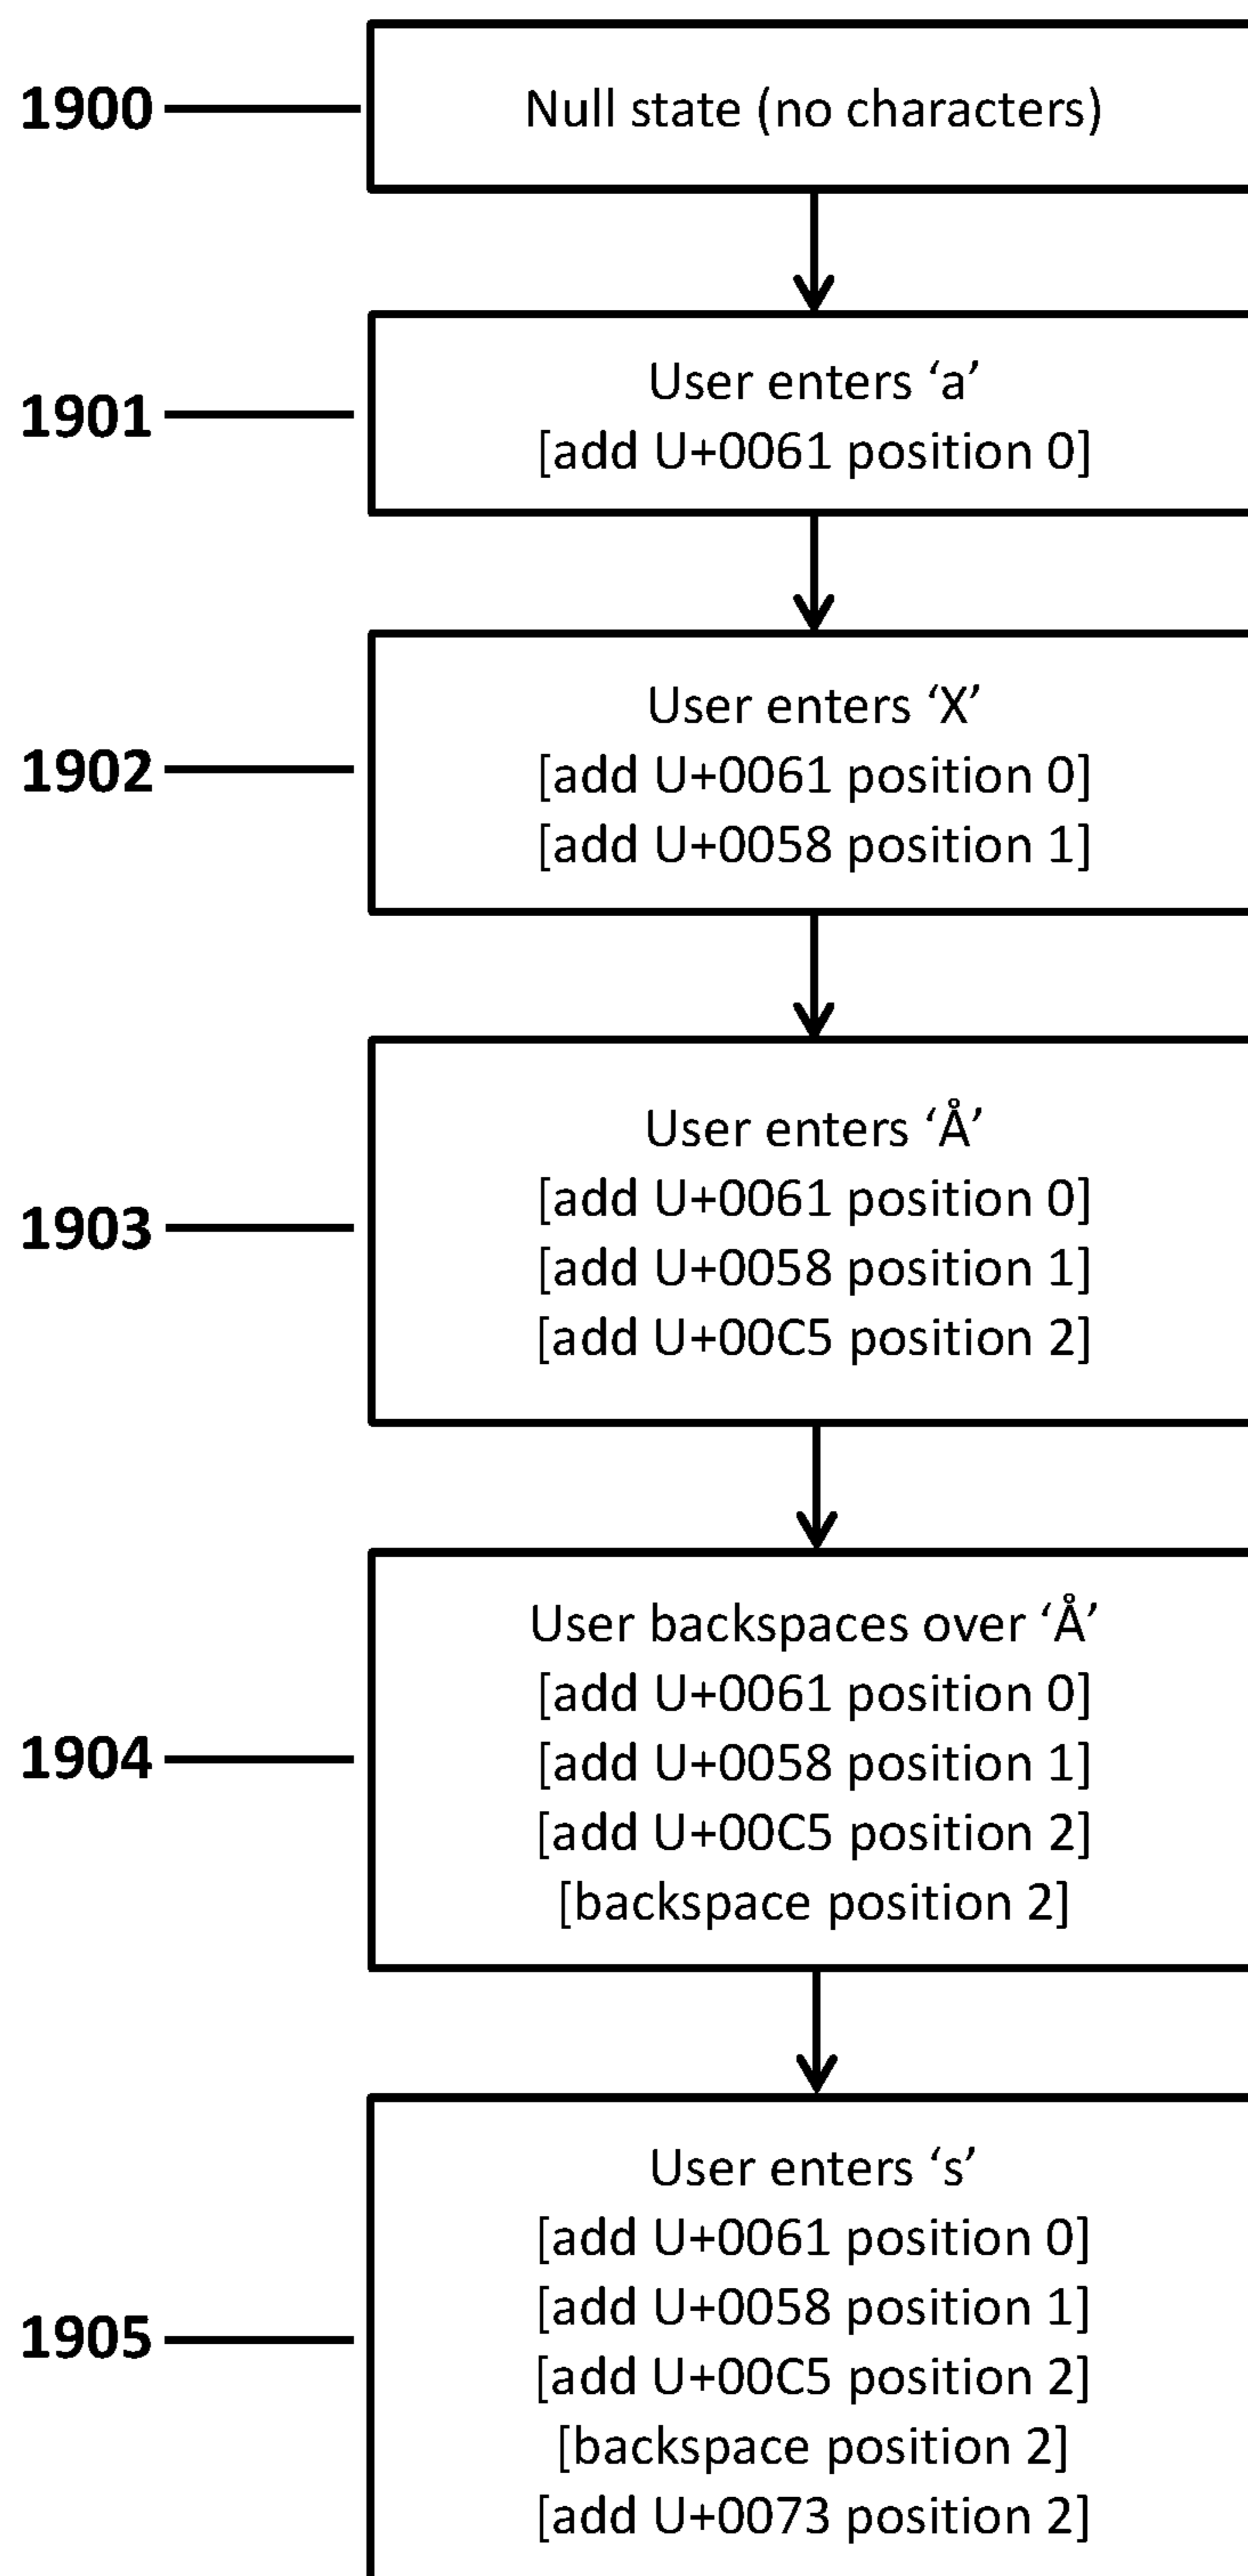 1900
Null state (no characters)
1901
User enters ‘a’
[add U+0061 position 0]
1902
User enters ‘X’
[add U+0061 position 0]
[add U+0058 position 1]
1903
User enters ‘Å’
[add U+0061 position 0]
[add U+0058 position 1]
[add U+00C5 position 2]
1904
User backspaces over ‘Å’
[add U+0061 position 0]
[add U+0058 position 1]
[add U+00C5 position 2]
[backspace position 2]
1905
User enters ‘s’
[add U+0061 position 0]
[add U+0058 position 1]
[add U+00C5 position 2]
[backspace position 2]
[add U+0073 position 2]